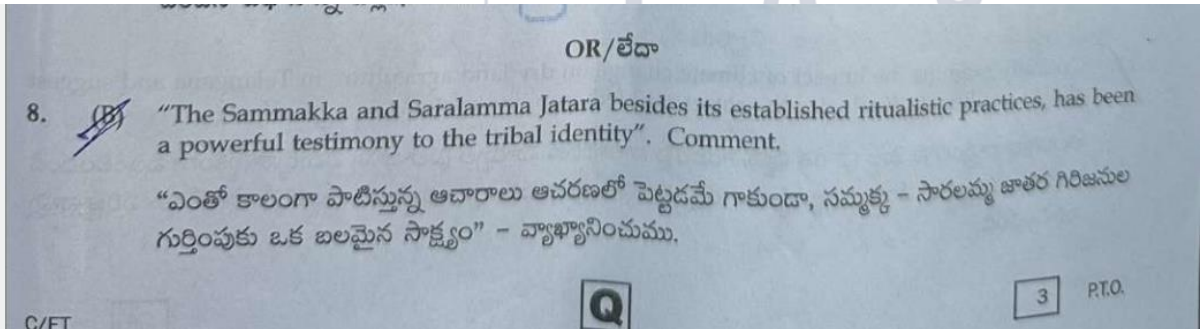 OR/లేదా
8. (B) "The Sammakka and Saralamma Jatara besides its established ritualistic practices, has been
a powerful testimony to the tribal identity". Comment.
"ఎంతో కాలంగా పాటిస్తున్న ఆచారాలు ఆచరణలో పెట్టడమే గాకుండా, సమ్మక్క - సారలమ్మ జాతర గిరిజనుల
గుర్తింపుకు ఒక బలమైన సాక్ష్యం" - వ్యాఖ్యానించుము.
C/FT Q 3 P.T.O.